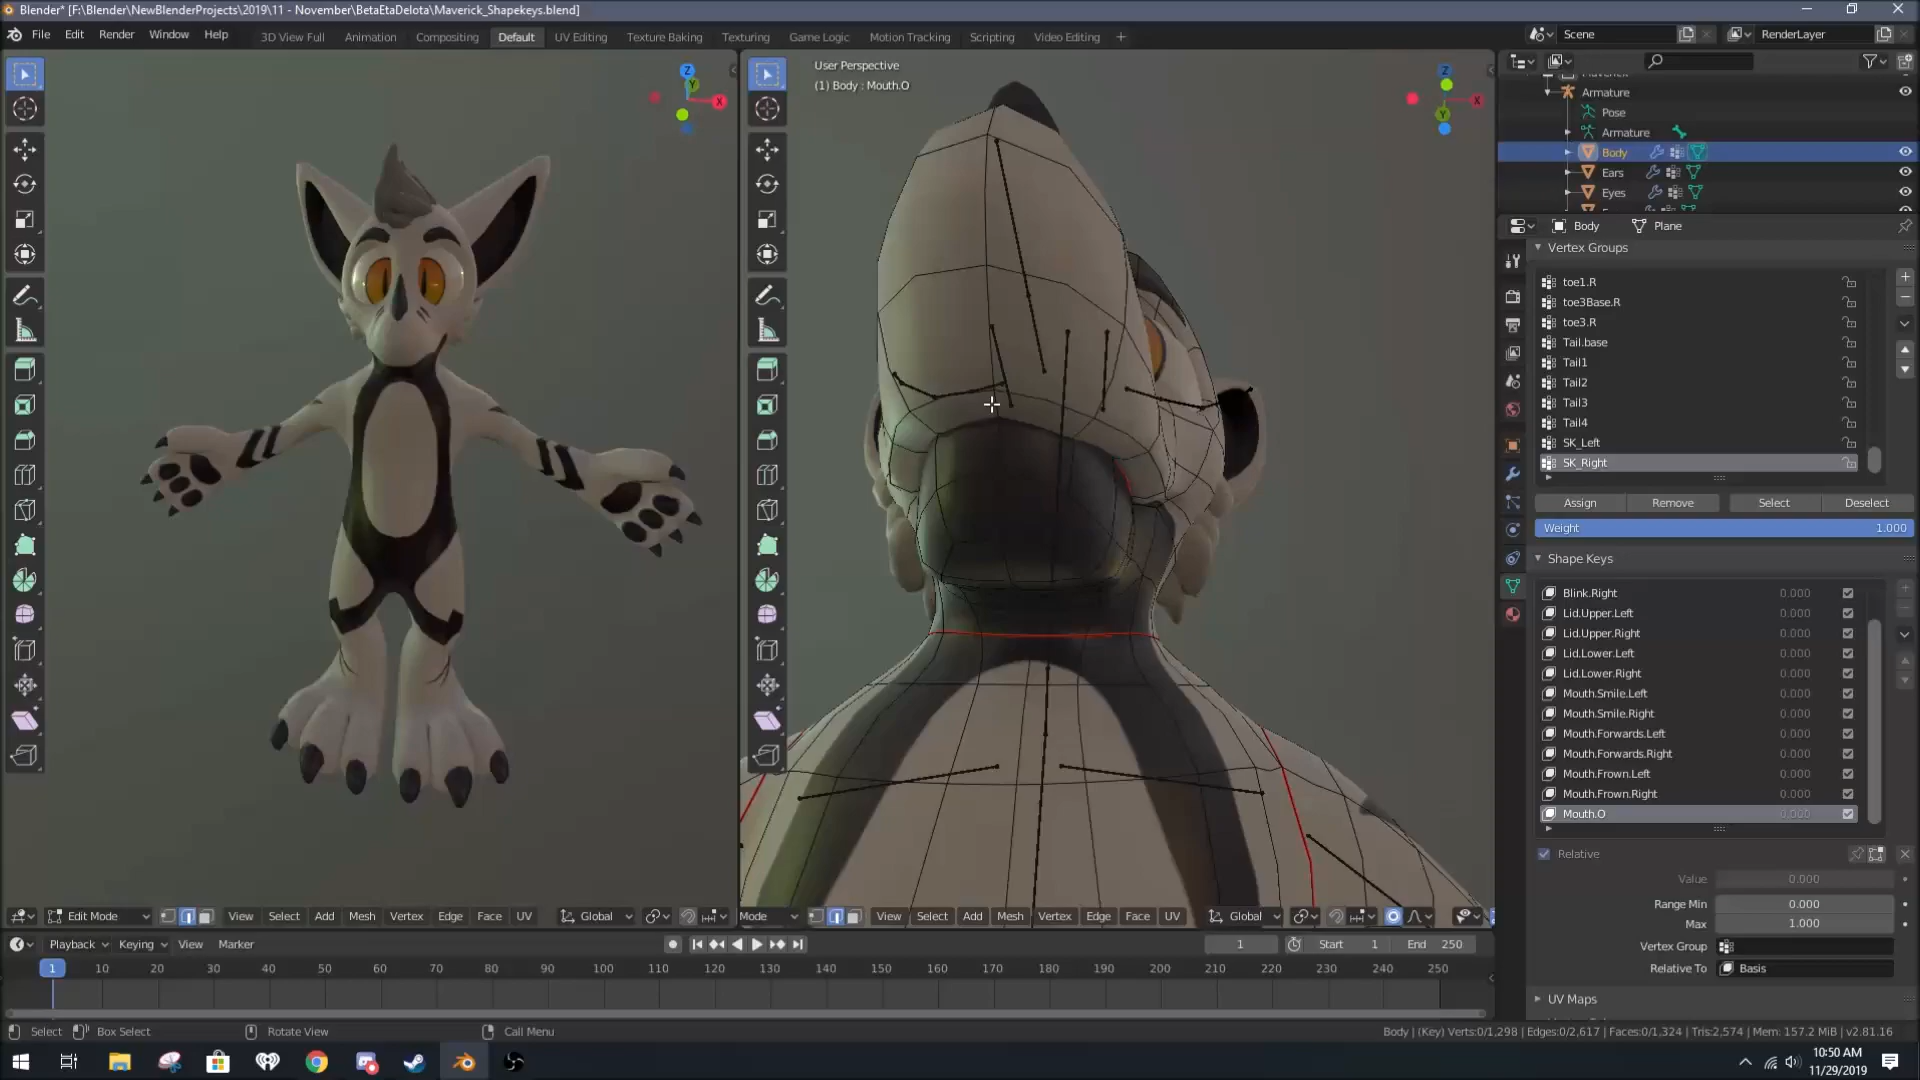 Blender* [F:\Blender\NewBlenderProjects\2019\11 - November\BetaEtaDelota\Maverick_Shapekeys.blend]
File Edit Render Window Help 3D View Full Animation Compositing Default UV Editing Texture Baking Texturing Game Logic Motion Tracking Scripting Video Editing + Scene RenderLayer
User Perspective
(1) Body : Mouth.O
Z Y X
Z Y X
Armature
Pose
Armature
Body
Ears
Eyes
Body Plane
Vertex Groups
toe1.R
toe3Base.R
toe3.R
Tail.base
Tail1
Tail2
Tail3
Tail4
SK_Left
SK_Right
Assign Remove Select Deselect
Weight 1.000
Shape Keys
Blink.Right 0.000
Lid.Upper.Left 0.000
Lid.Upper.Right 0.000
Lid.Lower.Left 0.000
Lid.Lower.Right 0.000
Mouth.Smile.Left 0.000
Mouth.Smile.Right 0.000
Mouth.Forwards.Left 0.000
Mouth.Forwards.Right 0.000
Mouth.Frown.Left 0.000
Mouth.Frown.Right 0.000
Mouth.O 0.000
Relative
Value 0.000
Range Min 0.000
Max 1.000
Vertex Group
Relative To Basis
UV Maps
Edit Mode View Select Add Mesh Vertex Edge Face UV Global
Mode View Select Add Mesh Vertex Edge Face UV Global
Playback Keying View Marker 1 Start 1 End 250
1 10 20 30 40 50 60 70 80 90 100 110 120 130 140 150 160 170 180 190 200 210 220 230 240 250
Select Box Select Rotate View Call Menu Body | (Key) Verts:0/1,298 | Edges:0/2,617 | Faces:0/1,324 | Tris:2,574 | Mem: 157.2 MiB | v2.81.16
10:50 AM
11/29/2019